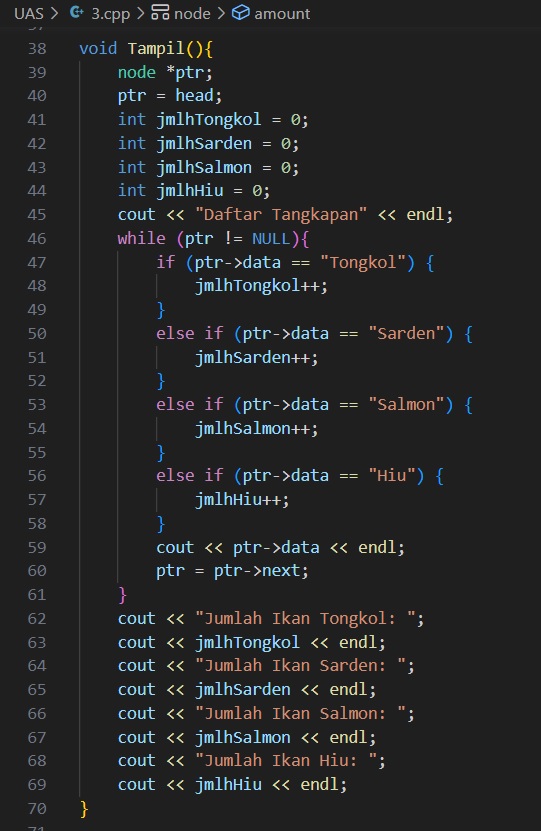 UAS > 3.cpp > node > amount
38 void Tampil(){
39     node *ptr;
40     ptr = head;
41     int jmlhTongkol = 0;
42     int jmlhSarden = 0;
43     int jmlhSalmon = 0;
44     int jmlhHiu = 0;
45     cout << "Daftar Tangkapan" << endl;
46     while (ptr != NULL){
47         if (ptr->data == "Tongkol") {
48             jmlhTongkol++;
49         }
50         else if (ptr->data == "Sarden") {
51             jmlhSarden++;
52         }
53         else if (ptr->data == "Salmon") {
54             jmlhSalmon++;
55         }
56         else if (ptr->data == "Hiu") {
57             jmlhHiu++;
58         }
59         cout << ptr->data << endl;
60         ptr = ptr->next;
61     }
62     cout << "Jumlah Ikan Tongkol: ";
63     cout << jmlhTongkol << endl;
64     cout << "Jumlah Ikan Sarden: ";
65     cout << jmlhSarden << endl;
66     cout << "Jumlah Ikan Salmon: ";
67     cout << jmlhSalmon << endl;
68     cout << "Jumlah Ikan Hiu: ";
69     cout << jmlhHiu << endl;
70 }